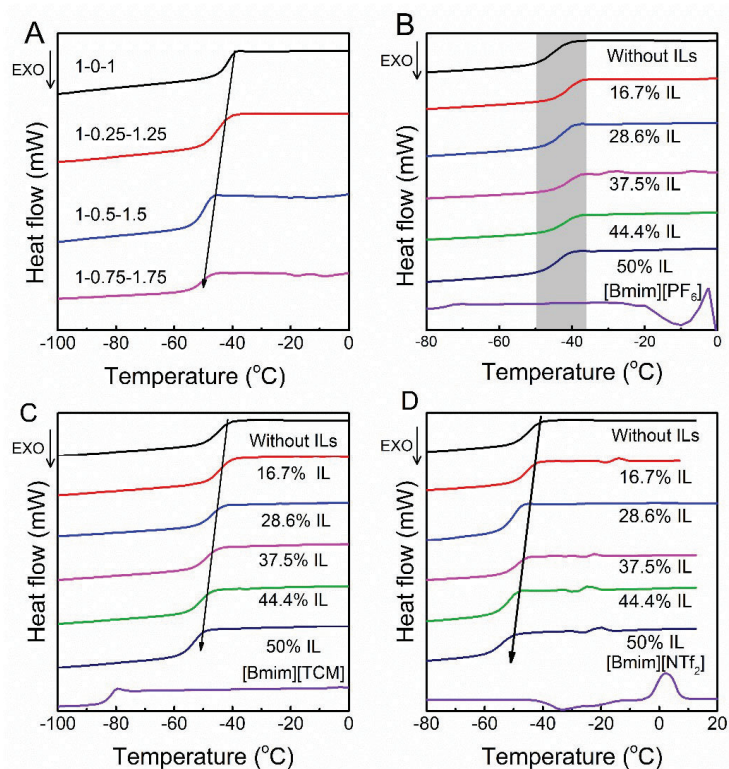 A
EXO
1-0-1
1-0.25-1.25
1-0.5-1.5
1-0.75-1.75
Heat flow (mW)
-100 -80 -60 -40 -20 0
Temperature (°C)
B
Without ILs
16.7% IL
28.6% IL
37.5% IL
44.4% IL
50% IL
[Bmim][PF₆]
Heat flow (mW)
-80 -60 -40 -20 0
Temperature (°C)
C
EXO
Without ILs
16.7% IL
28.6% IL
37.5% IL
44.4% IL
50% IL
[Bmim][TCM]
Heat flow (mW)
-100 -80 -60 -40 -20 0
Temperature (°C)
D
EXO
Without ILs
16.7% IL
28.6% IL
37.5% IL
44.4% IL
50% IL
[Bmim][NTf₂]
Heat flow (mW)
-80 -60 -40 -20 0 20
Temperature (°C)